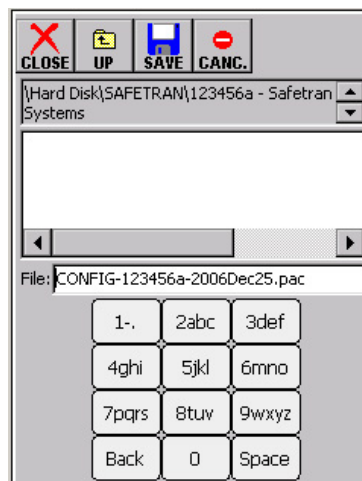 CLOSE UP SAVE CANC.
\Hard Disk\SAFETRAN\123456a - Safetran
Systems
File: CONFIG-123456a-2006Dec25.pac
1-. 2abc 3def
4ghi 5jkl 6mno
7pqrs 8tuv 9wxyz
Back 0 Space